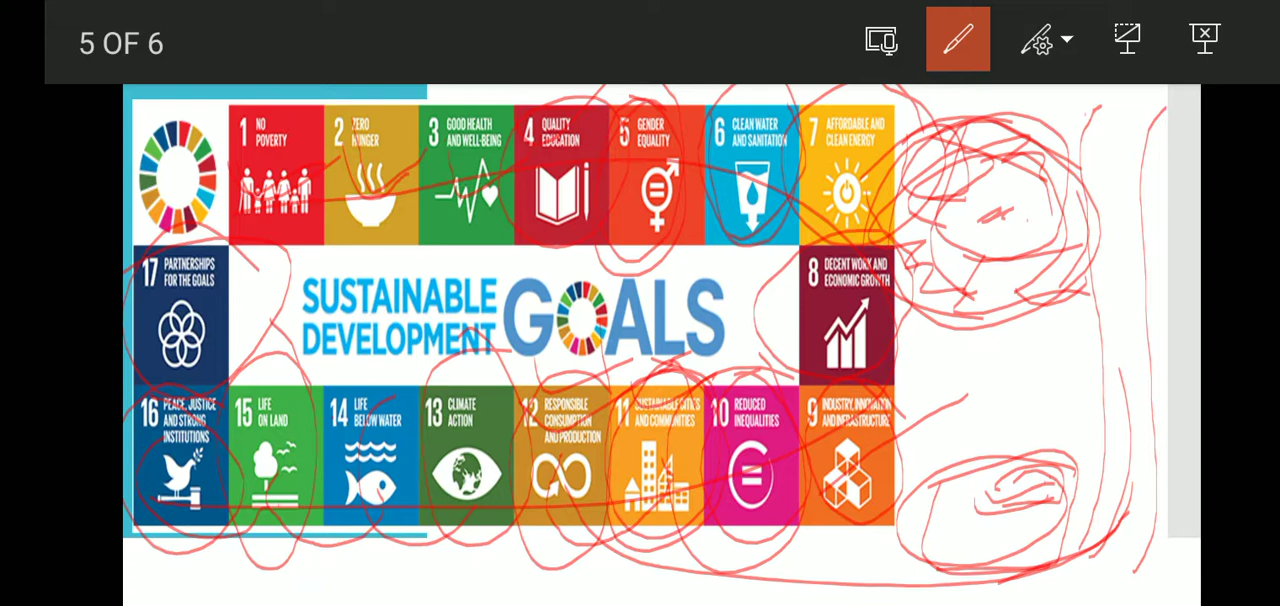 5 OF 6
1 NO POVERTY
2 ZERO HUNGER
3 GOOD HEALTH AND WELL-BEING
4 QUALITY EDUCATION
5 GENDER EQUALITY
6 CLEAN WATER AND SANITATION
7 AFFORDABLE AND CLEAN ENERGY
17 PARTNERSHIPS FOR THE GOALS
SUSTAINABLE
DEVELOPMENT
GOALS
8 DECENT WORK AND ECONOMIC GROWTH
16 PEACE, JUSTICE AND STRONG INSTITUTIONS
15 LIFE ON LAND
14 LIFE BELOW WATER
13 CLIMATE ACTION
12 RESPONSIBLE CONSUMPTION AND PRODUCTION
11 SUSTAINABLE CITIES AND COMMUNITIES
10 REDUCED INEQUALITIES
9 INDUSTRY, INNOVATION AND INFRASTRUCTURE